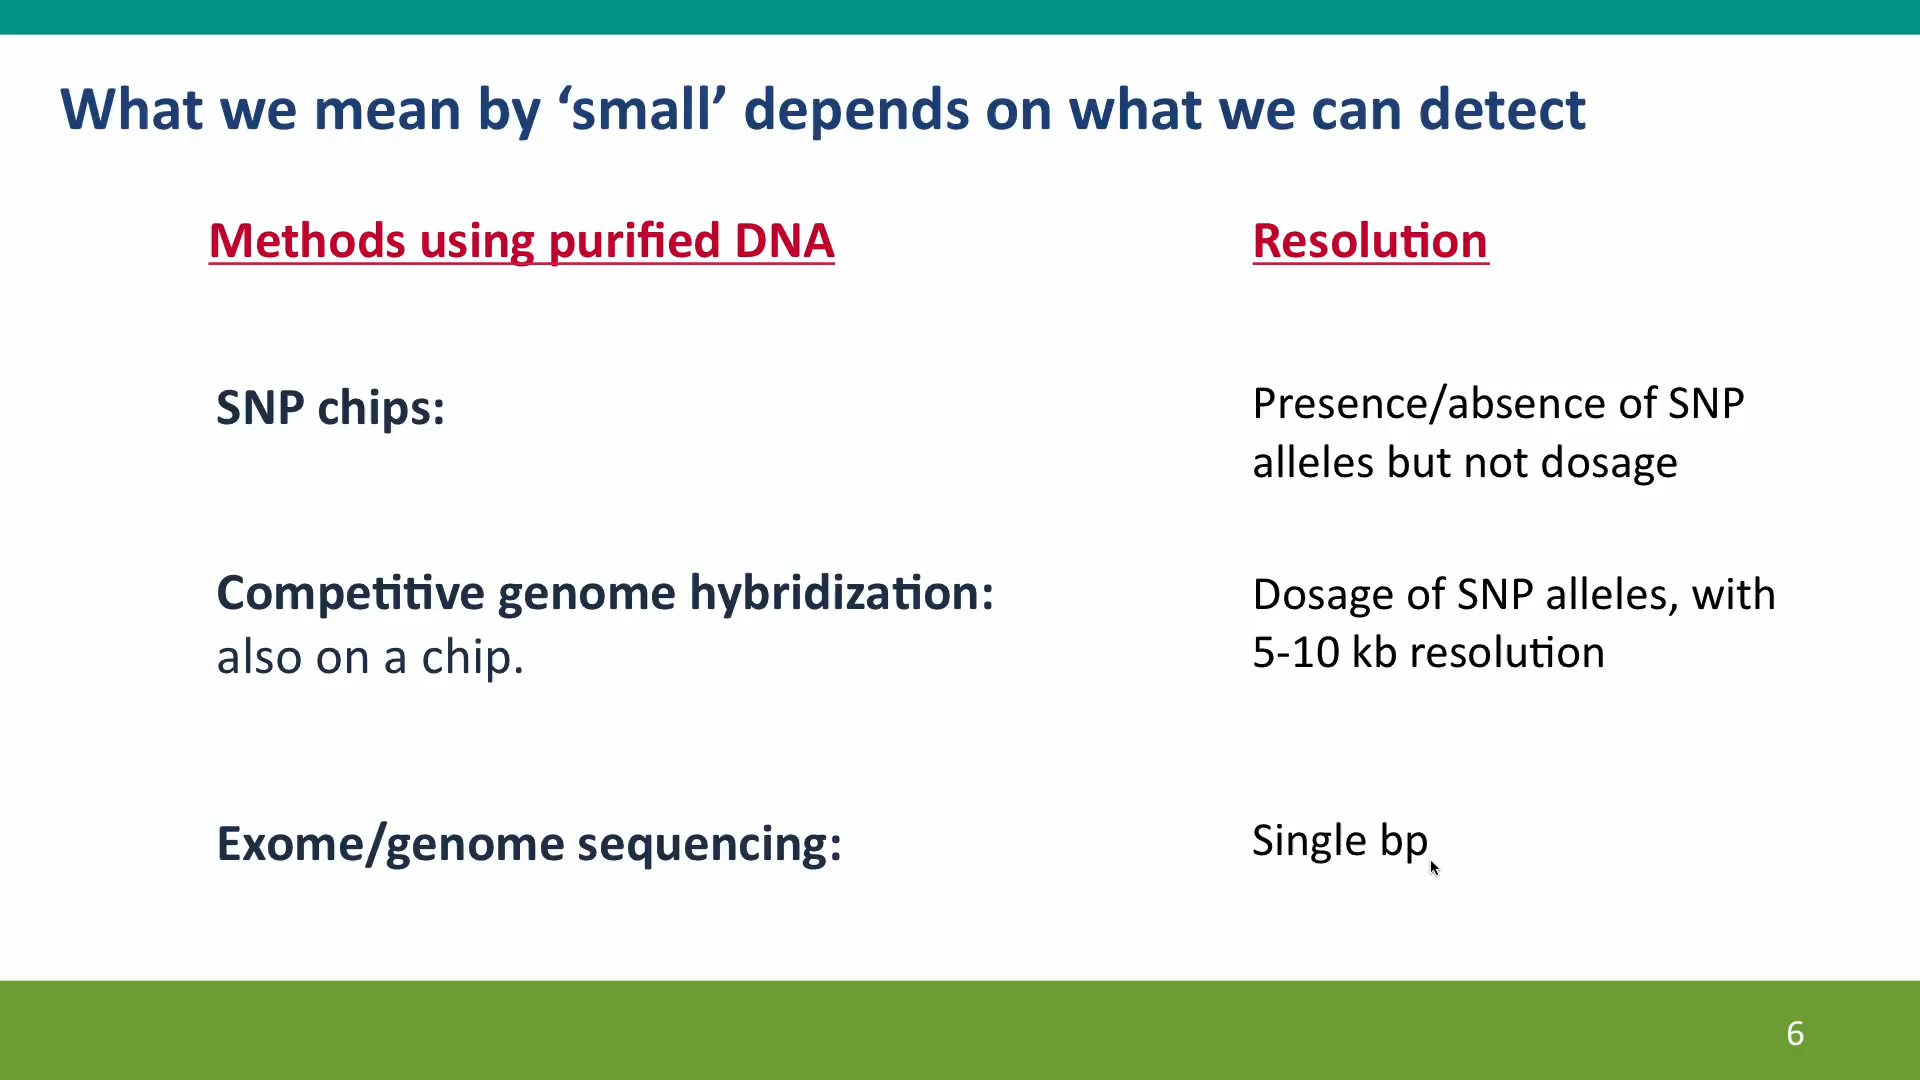 What we mean by ‘small’ depends on what we can detect
Methods using purified DNA
Resolution
SNP chips:
Presence/absence of SNP
alleles but not dosage
Competitive genome hybridization:
also on a chip.
Dosage of SNP alleles, with
5-10 kb resolution
Exome/genome sequencing:
Single bp
6